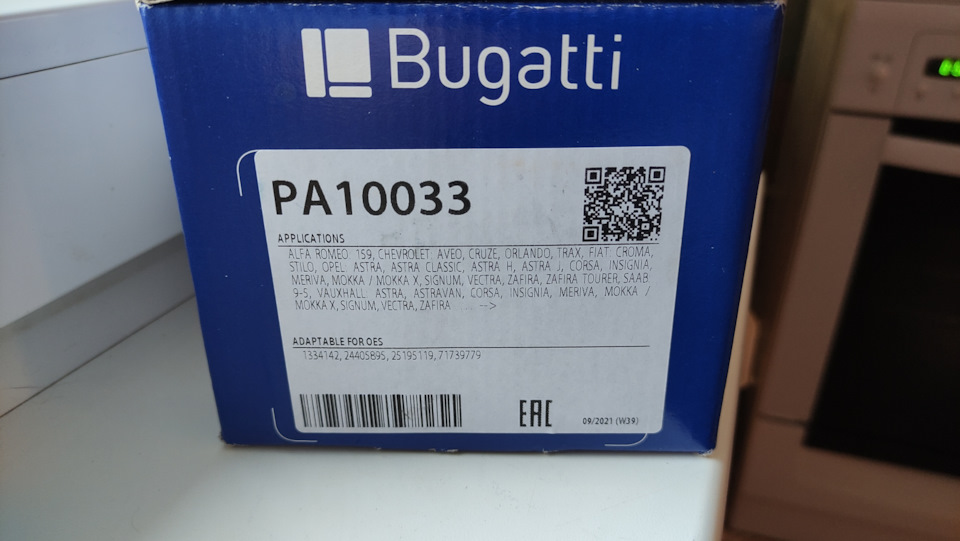 Bugatti
PA10033
APPLICATIONS
ALFA ROMEO: 159, CHEVROLET: AVEO, CRUZE, ORLANDO, TRAX, FIAT: CROMA,
STILO, OPEL: ASTRA, ASTRA CLASSIC, ASTRA H, ASTRA J, CORSA, INSIGNIA,
MERIVA, MOKKA / MOKKA X, SIGNUM, VECTRA, ZAFIRA, ZAFIRA TOURER, SAAB:
9-5, VAUXHALL: ASTRA, ASTRAVAN, CORSA, INSIGNIA, MERIVA, MOKKA /
MOKKA X, SIGNUM, VECTRA, ZAFIRA ... -->
ADAPTABLE FOR OES
1334142, 24405895, 25195119, 71739779
EAC
09/2021 (W39)